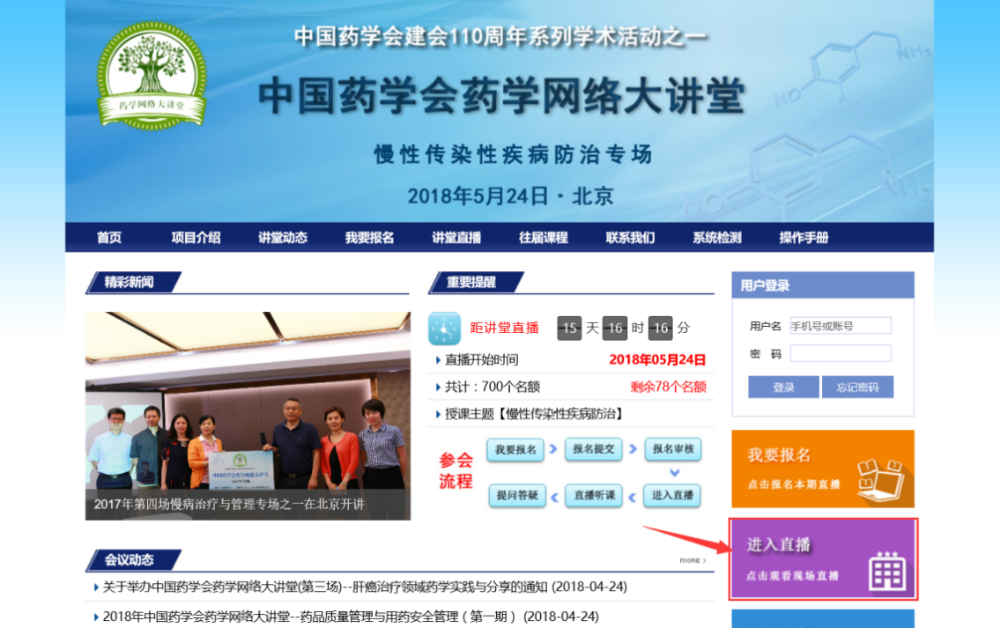 药学网络大讲堂
中国药学会建会110周年系列学术活动之一
中国药学会药学网络大讲堂
慢性传染性疾病防治专场
2018年5月24日·北京
HO
NH2
HO
NH2
首页 项目介绍 讲堂动态 我要报名 讲堂直播 往届课程 联系我们 系统检测 操作手册
精彩新闻
2017年第四场慢病治疗与管理专场之一在北京开讲
重要提醒
距讲堂直播 15 天 16 时 16 分
直播开始时间 2018年05月24日
共计：700个名额 剩余78个名额
授课主题【慢性传染性疾病防治】
参会
流程
我要报名 报名提交 报名审核
提问答疑 直播听课 进入直播
用户登录
用户名 手机号或账号
密 码
登录 忘记密码
我要报名
点击报名本期直播
进入直播
点击观看现场直播
会议动态 MORE >
关于举办中国药学会药学网络大讲堂(第三场)--肝癌治疗领域药学实践与分享的通知 (2018-04-24)
2018年中国药学会药学网络大讲堂--药品质量管理与用药安全管理（第一期） (2018-04-24)